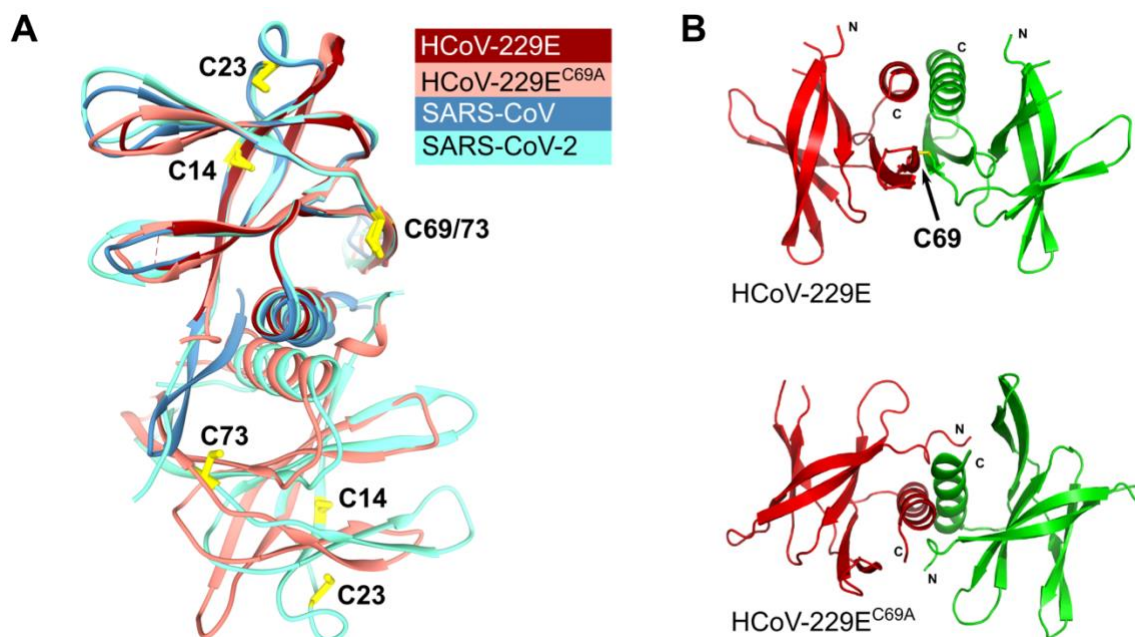 A
HCoV-229E
HCoV-229E^C69A
SARS-CoV
SARS-CoV-2
C23
C14
C69/73
C73
C14
C23
B
N
C
N
C
C69
HCoV-229E
N
C
C
N
HCoV-229E^C69A